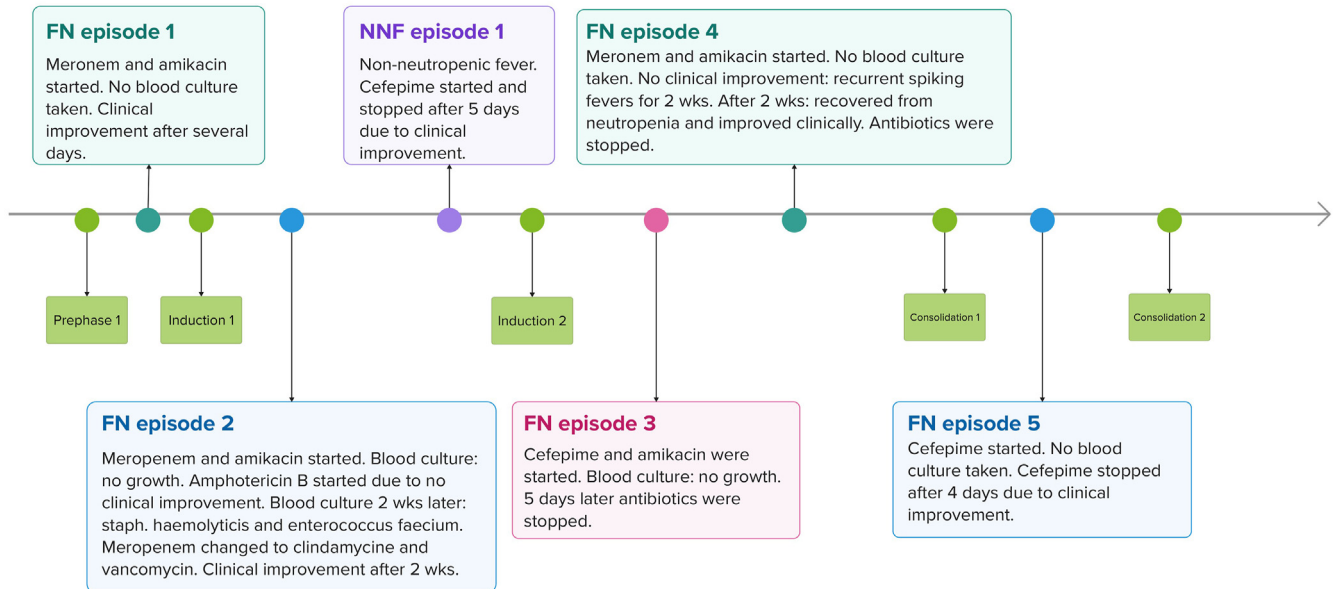 FN episode 1
Meronem and amikacin
started. No blood culture
taken. Clinical
improvement after several
days.
NNF episode 1
Non-neutropenic fever.
Cefepime started and
stopped after 5 days
due to clinical
improvement.
FN episode 4
Meronem and amikacin started. No blood culture
taken. No clinical improvement: recurrent spiking
fevers for 2 wks. After 2 wks: recovered from
neutropenia and improved clinically. Antibiotics were
stopped.
Prephase 1
Induction 1
Induction 2
Consolidation 1
Consolidation 2
FN episode 2
Meropenem and amikacin started. Blood culture:
no growth. Amphotericin B started due to no
clinical improvement. Blood culture 2 wks later:
staph. haemolyticis and enterococcus faecium.
Meropenem changed to clindamycine and
vancomycin. Clinical improvement after 2 wks.
FN episode 3
Cefepime and amikacin were
started. Blood culture: no growth.
5 days later antibiotics were
stopped.
FN episode 5
Cefepime started. No blood
culture taken. Cefepime stopped
after 4 days due to clinical
improvement.